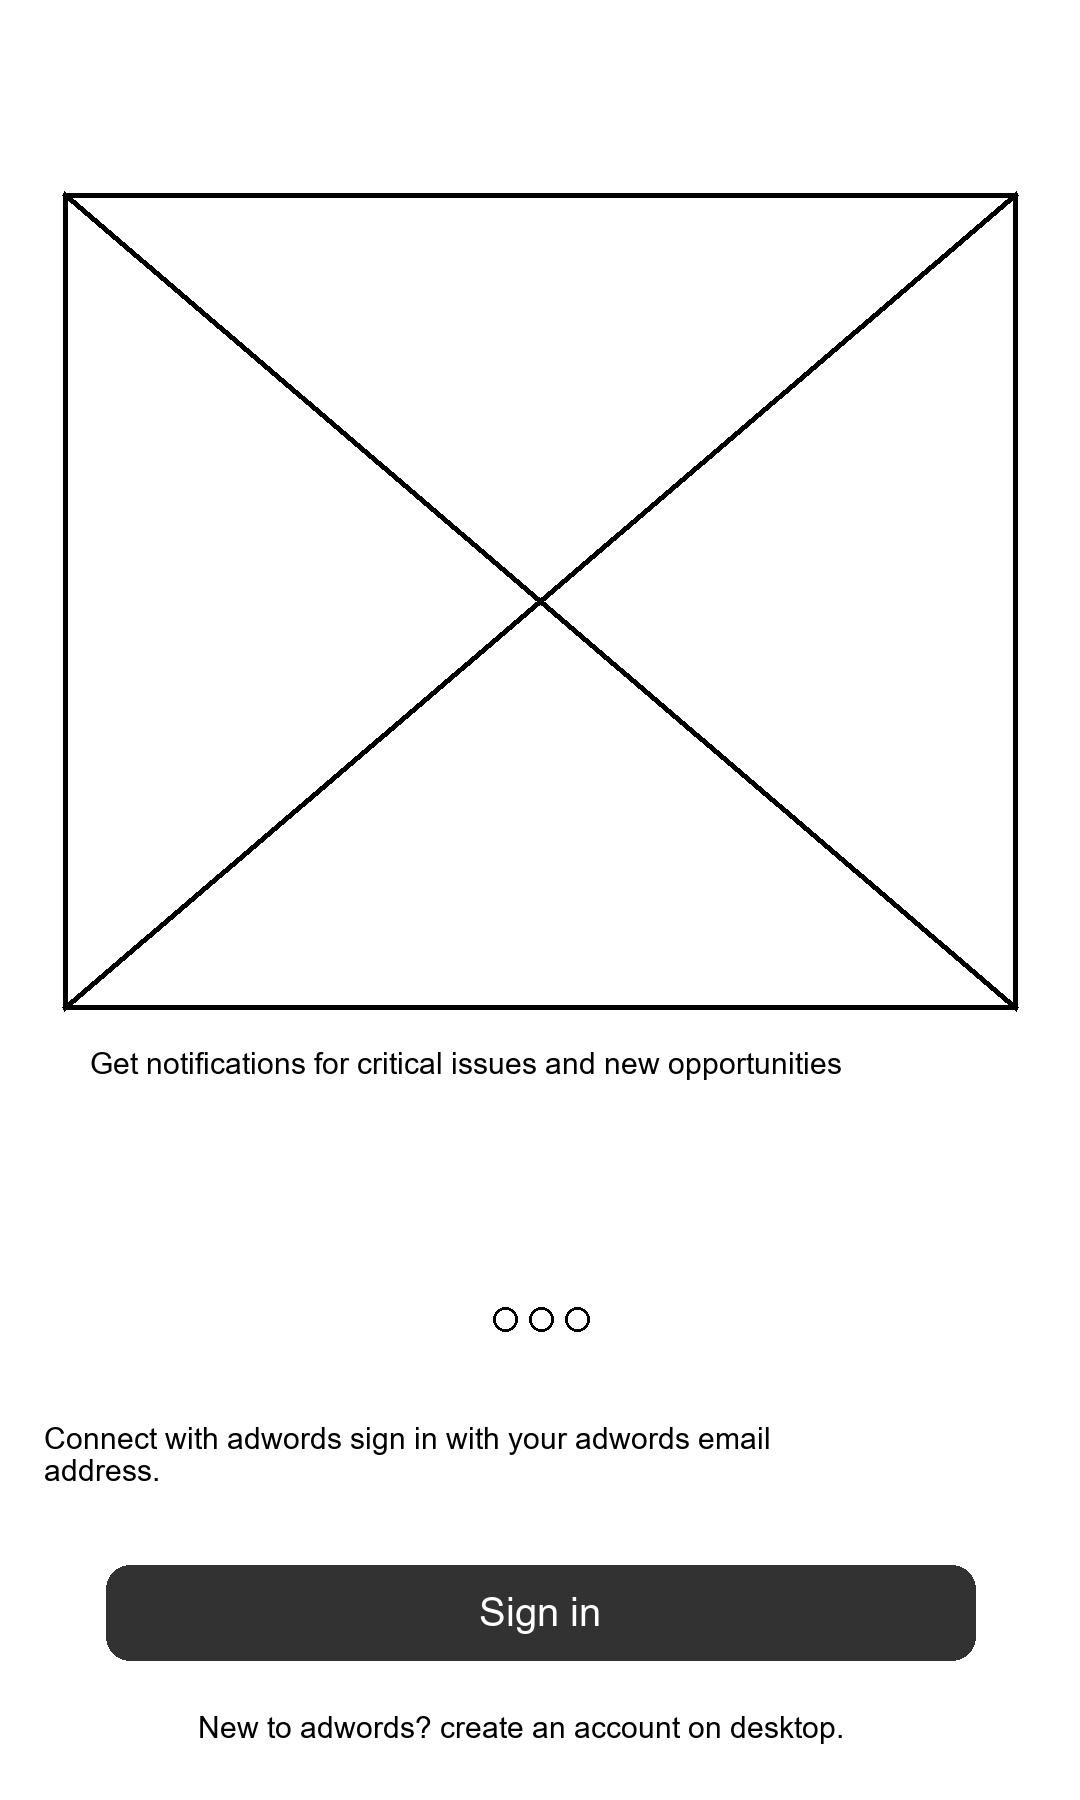 Get notifications for critical issues and new opportunities
Connect with adwords sign in with your adwords email
address.
Sign in
New to adwords? create an account on desktop.